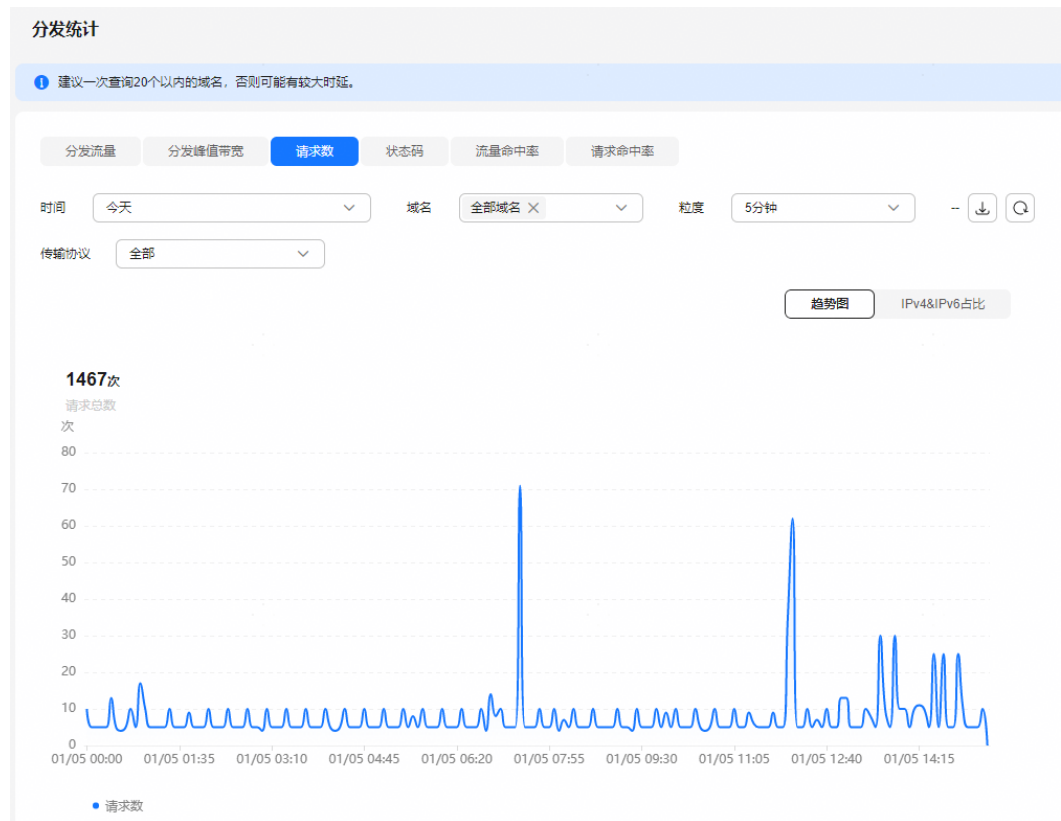 分发统计
建议一次查询20个以内的域名，否则可能有较大时延。
分发流量 分发峰值带宽 请求数 状态码 流量命中率 请求命中率
时间 今天 域名 全部域名 粒度 5分钟 --
传输协议 全部
趋势图 IPv4&IPv6占比
1467次
请求总数
次
80
70
60
50
40
30
20
10
0
01/05 00:00 01/05 01:35 01/05 03:10 01/05 04:45 01/05 06:20 01/05 07:55 01/05 09:30 01/05 11:05 01/05 12:40 01/05 14:15
请求数